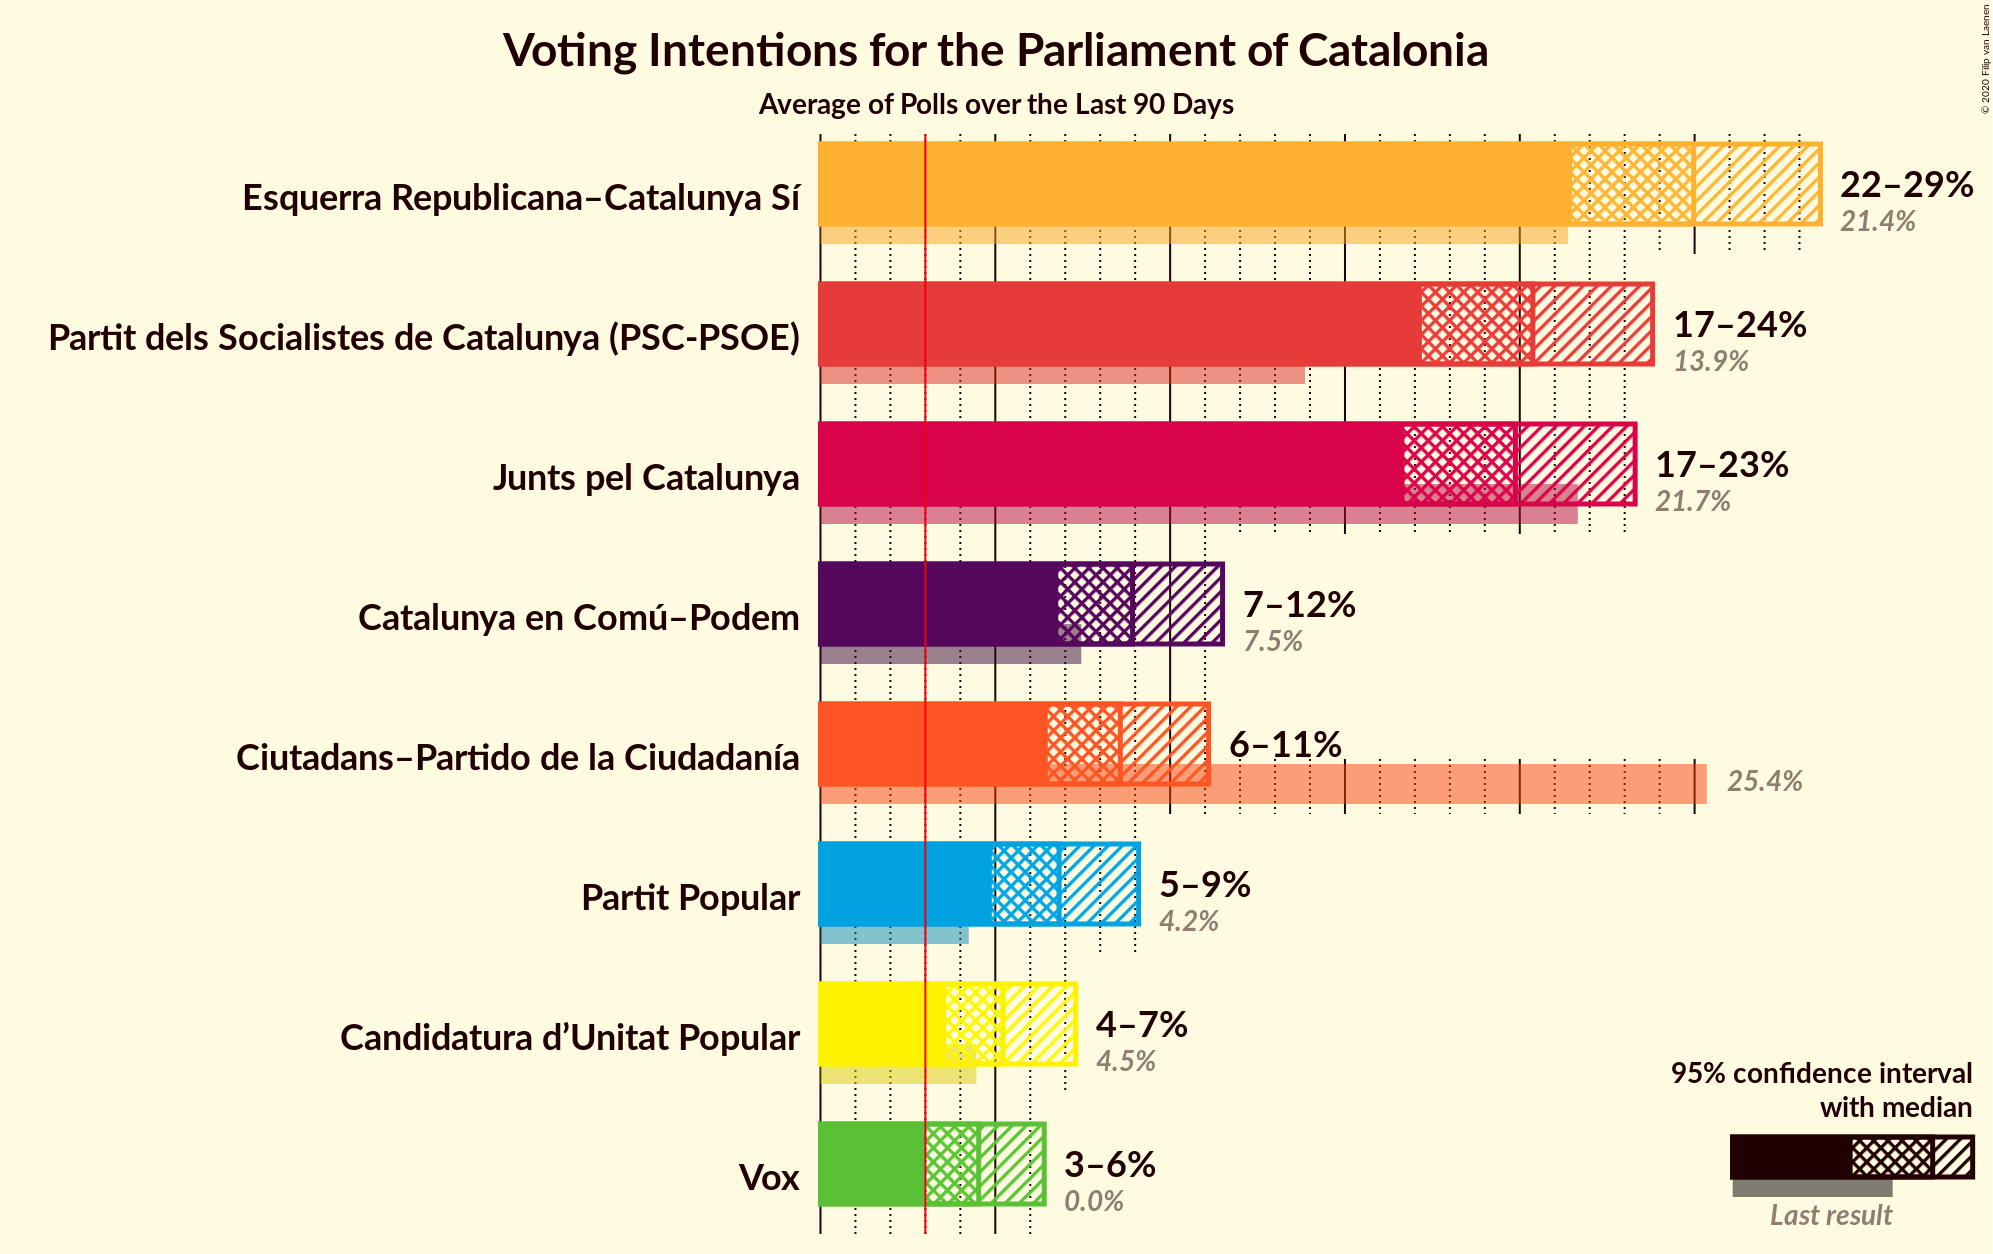 © 2020 Filip van Laenen
Voting Intentions for the Parliament of Catalonia
Average of Polls over the Last 90 Days
Esquerra Republicana–Catalunya Sí
22–29%
21.4%
Partit dels Socialistes de Catalunya (PSC-PSOE)
17–24%
13.9%
Junts pel Catalunya
17–23%
21.7%
Catalunya en Comú–Podem
7–12%
7.5%
Ciutadans–Partido de la Ciudadanía
6–11%
25.4%
Partit Popular
5–9%
4.2%
Candidatura d’Unitat Popular
4–7%
4.5%
Vox
3–6%
0.0%
95% confidence interval
with median
Last result